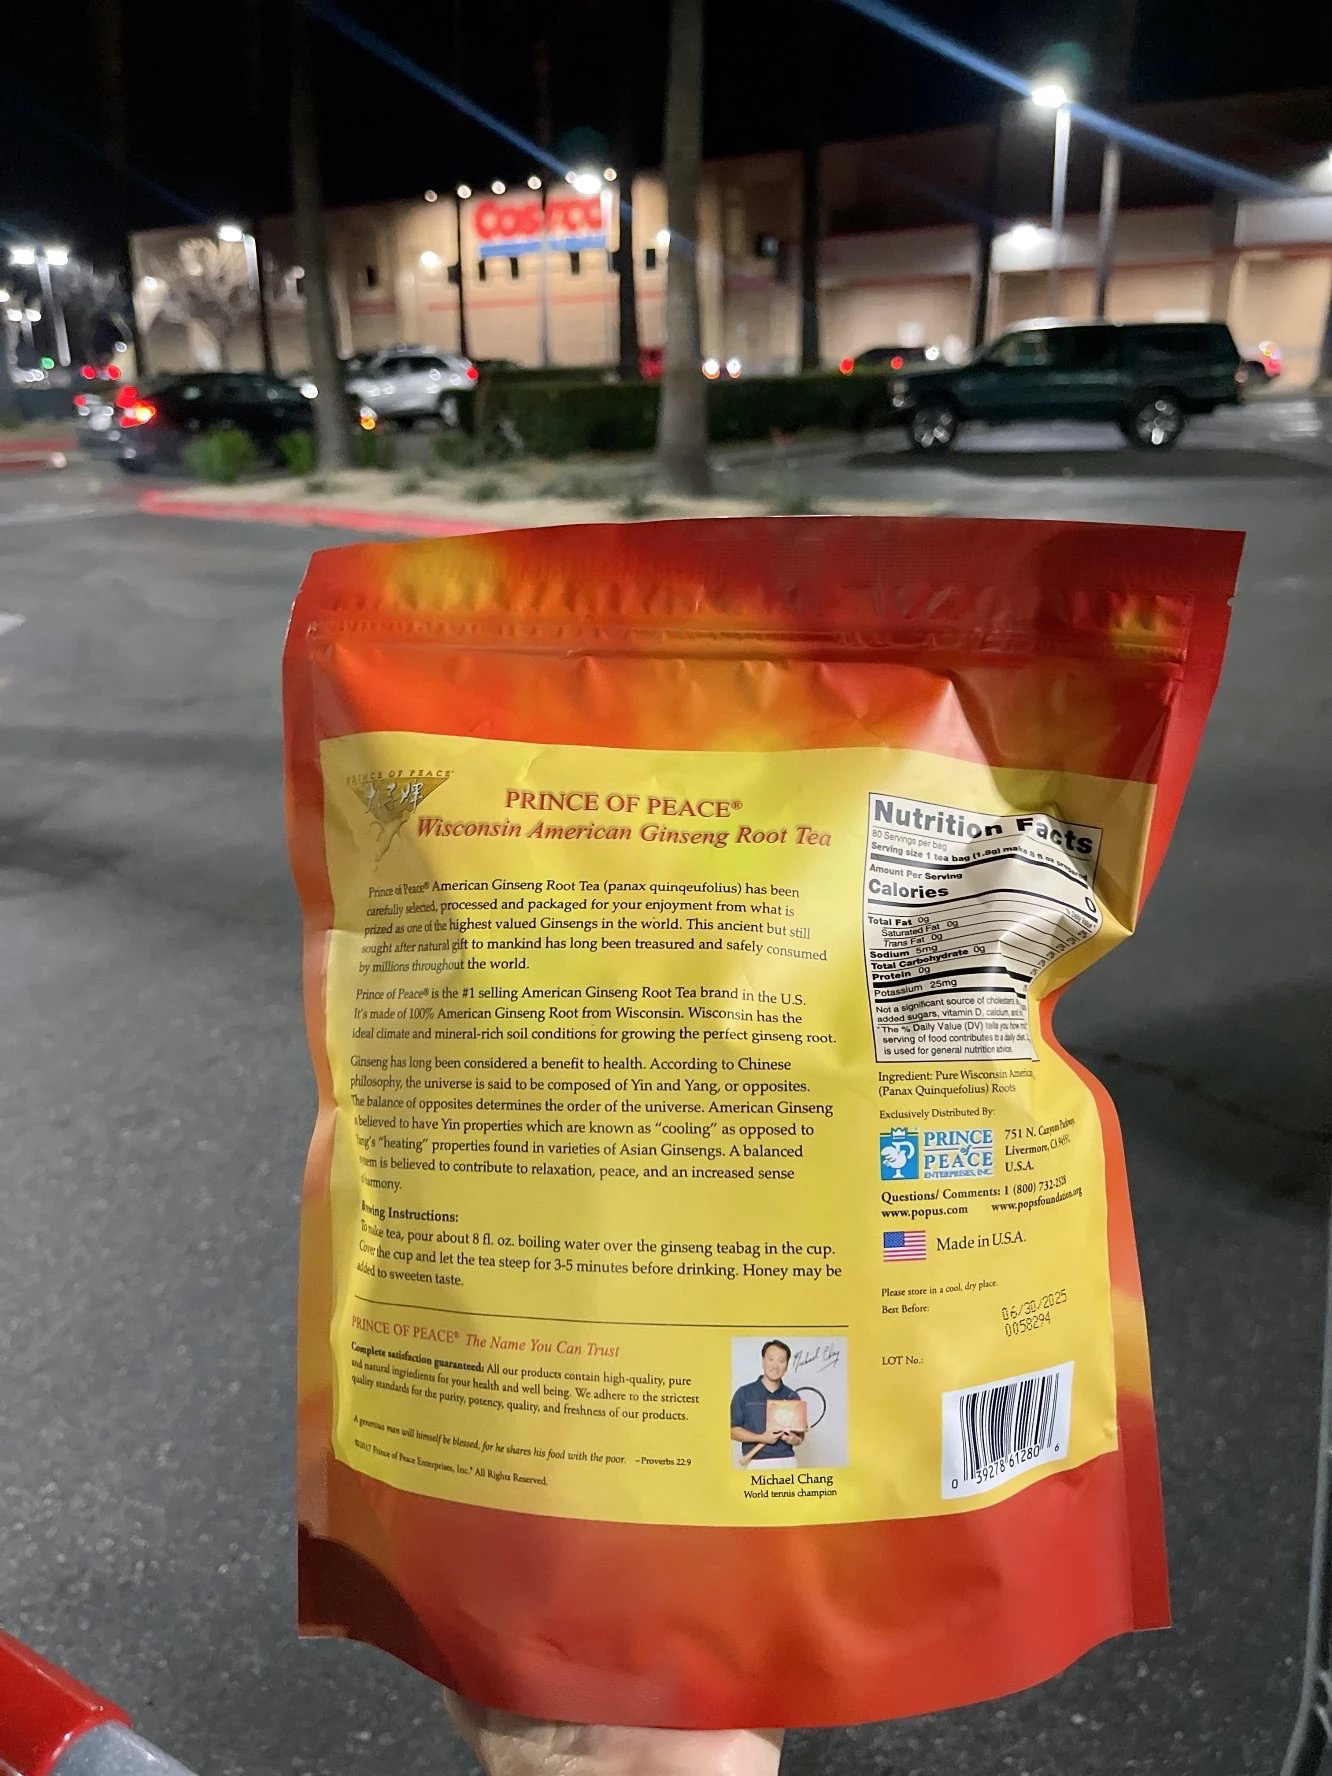 COSTCO
PRINCE OF PEACE®
太子牌
PRINCE OF PEACE®
Wisconsin American Ginseng Root Tea
Prince of Peace® American Ginseng Root Tea (panax quinqeufolius) has been
carefully selected, processed and packaged for your enjoyment from what is
prized as one of the highest valued Ginsengs in the world. This ancient but still
sought after natural gift to mankind has long been treasured and safely consumed
by millions throughout the world.
Prince of Peace® is the #1 selling American Ginseng Root Tea brand in the U.S.
It's made of 100% American Ginseng Root from Wisconsin. Wisconsin has the
ideal climate and mineral-rich soil conditions for growing the perfect ginseng root.
Ginseng has long been considered a benefit to health. According to Chinese
philosophy, the universe is said to be composed of Yin and Yang, or opposites.
The balance of opposites determines the order of the universe. American Ginseng
believed to have Yin properties which are known as "cooling" as opposed to
"heating" properties found in varieties of Asian Ginsengs. A balanced
is believed to contribute to relaxation, peace, and an increased sense
Instructions:
To make tea, pour about 8 fl. oz. boiling water over the ginseng teabag in the cup.
Cover the cup and let the tea steep for 3-5 minutes before drinking. Honey may be
added to sweeten taste.
PRINCE OF PEACE® The Name You Can Trust
Complete satisfaction guaranteed: All our products contain high-quality, pure
and natural ingredients for your health and well being. We adhere to the strictest
quality standards for the purity, potency, quality, and freshness of our products.
A generous man will himself be blessed, for he shares his food with the poor. - Proverbs 22:9
©2017 Prince of Peace Enterprises, Inc.® All Rights Reserved.
Michael Chang
Michael Chang
World tennis champion
Nutrition Facts
80 Servings per bag
Serving size 1 tea bag (1.8g) makes 8 fl oz prepared
Amount Per Serving
Calories 0
% Daily Value
Total Fat 0g
Saturated Fat 0g
Trans Fat 0g
Sodium 5mg
Total Carbohydrate 0g
Protein 0g
Potassium 25mg
Not a significant source of cholesterol,
added sugars, vitamin D, calcium, and
*The % Daily Value (DV) tells you how
serving of food contributes to a daily diet.
is used for general nutrition advice.
Ingredient: Pure Wisconsin
(Panax Quinquefolius) Roots
Exclusively Distributed By:
PRINCE
of
PEACE
ENTERPRISES, INC.
751 N. Canyons Parkway
Livermore, CA 94551,
U.S.A.
Questions/ Comments: 1 (800) 732-2328
www.popus.com www.popsfoundation.org
Made in U.S.A.
Please store in a cool, dry place.
Best Before: 06/30/2025
0058294
LOT No.:
0 39278 61280 6